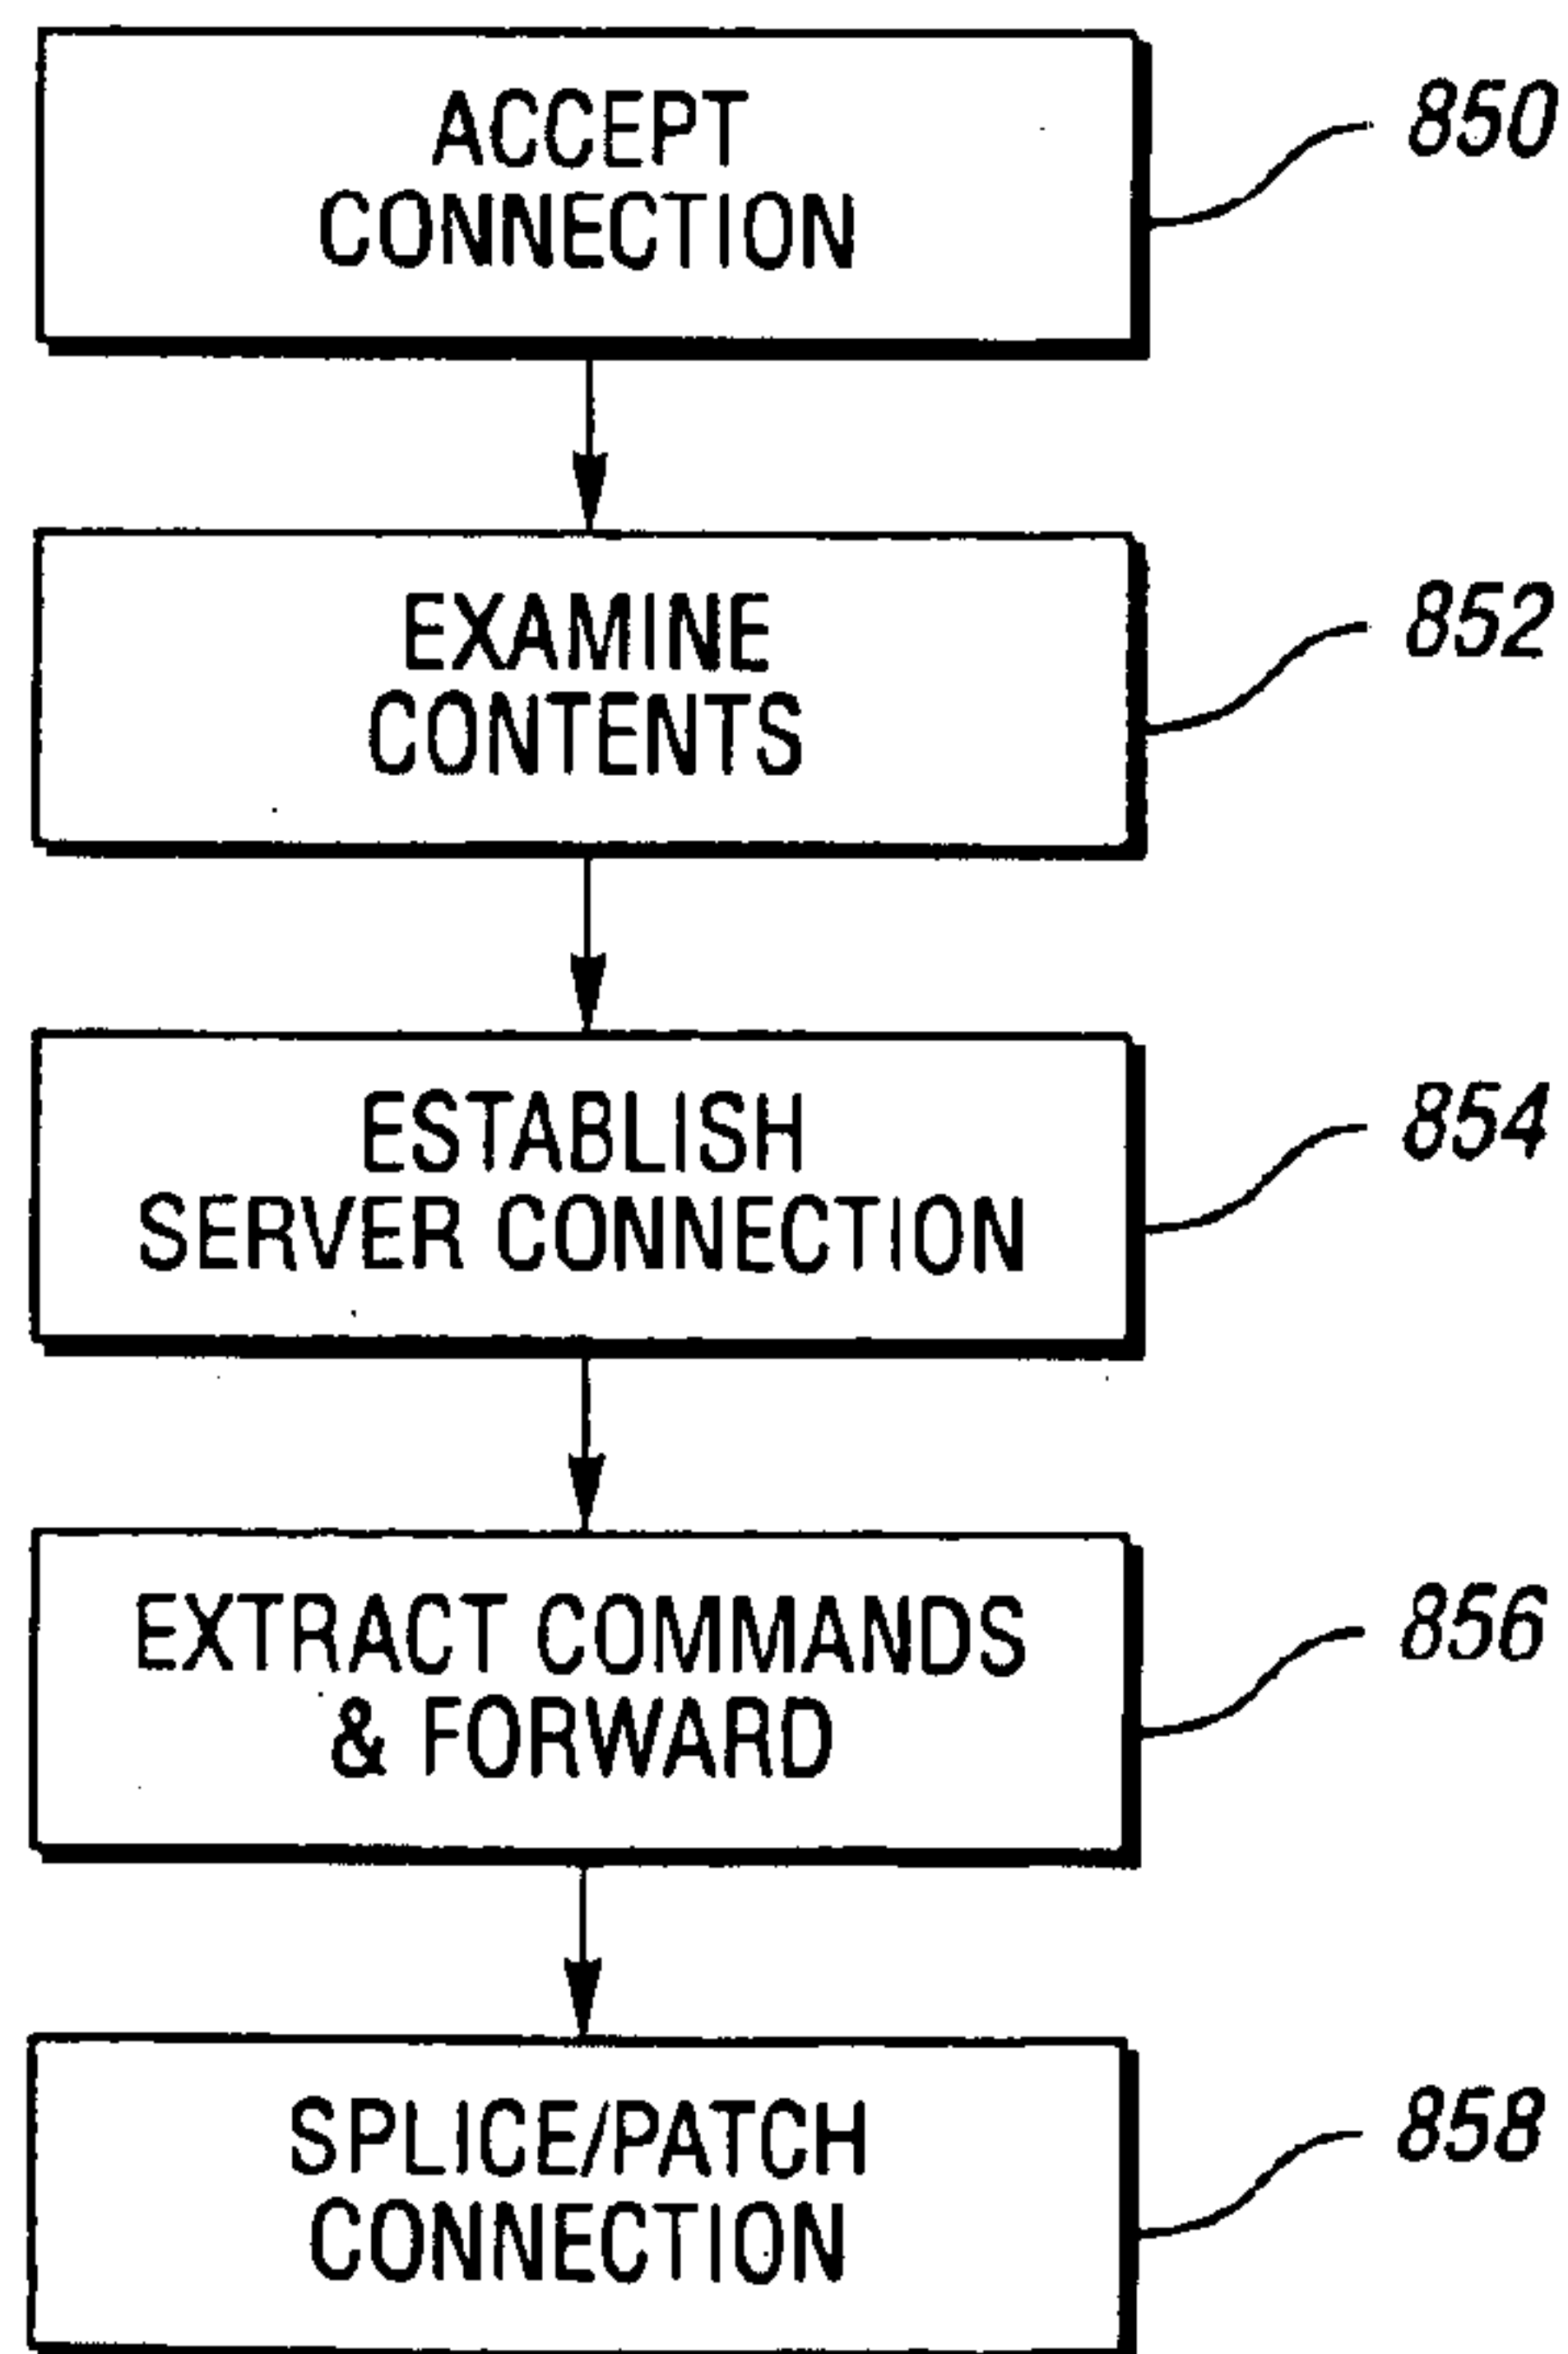 ACCEPT
CONNECTION
850
EXAMINE
CONTENTS
852
ESTABLISH
SERVER CONNECTION
854
EXTRACT COMMANDS
& FORWARD
856
SPLICE/PATCH
CONNECTION
858